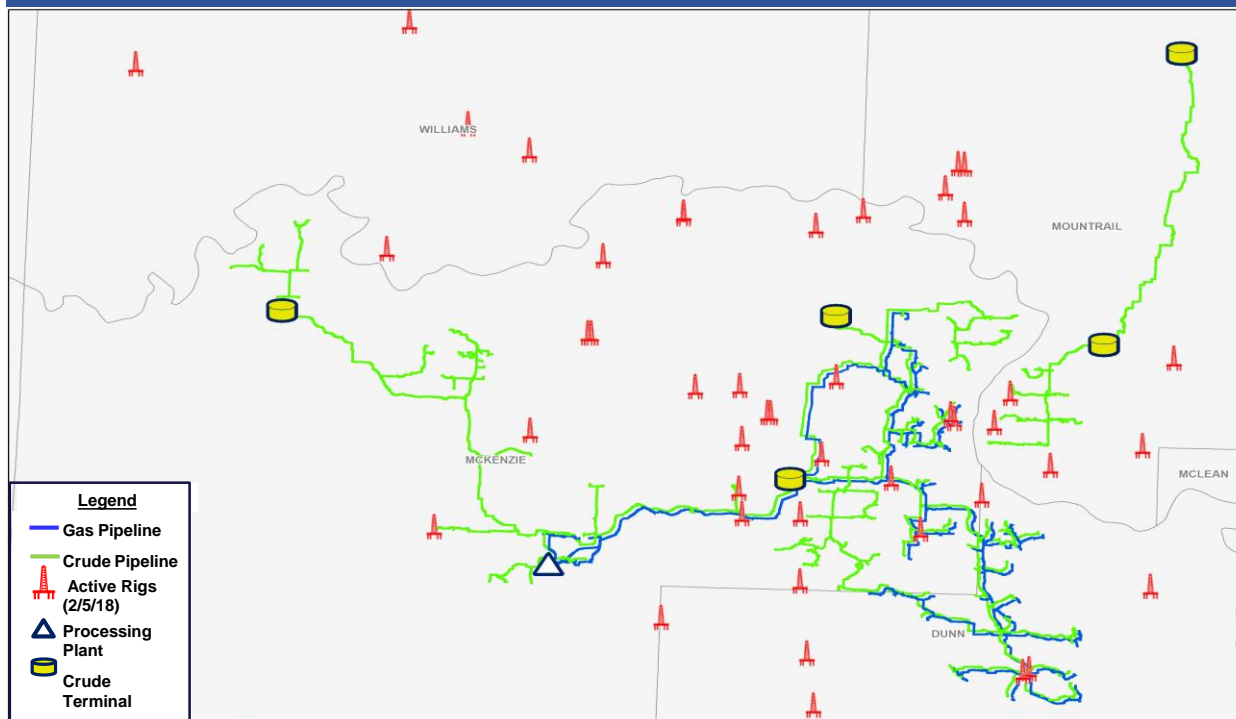 WILLIAMS
MOUNTRAIL
MCKENZIE
MCLEAN
DUNN
Legend
Gas Pipeline
Crude Pipeline
Active Rigs
(2/5/18)
Processing
Plant
Crude
Terminal